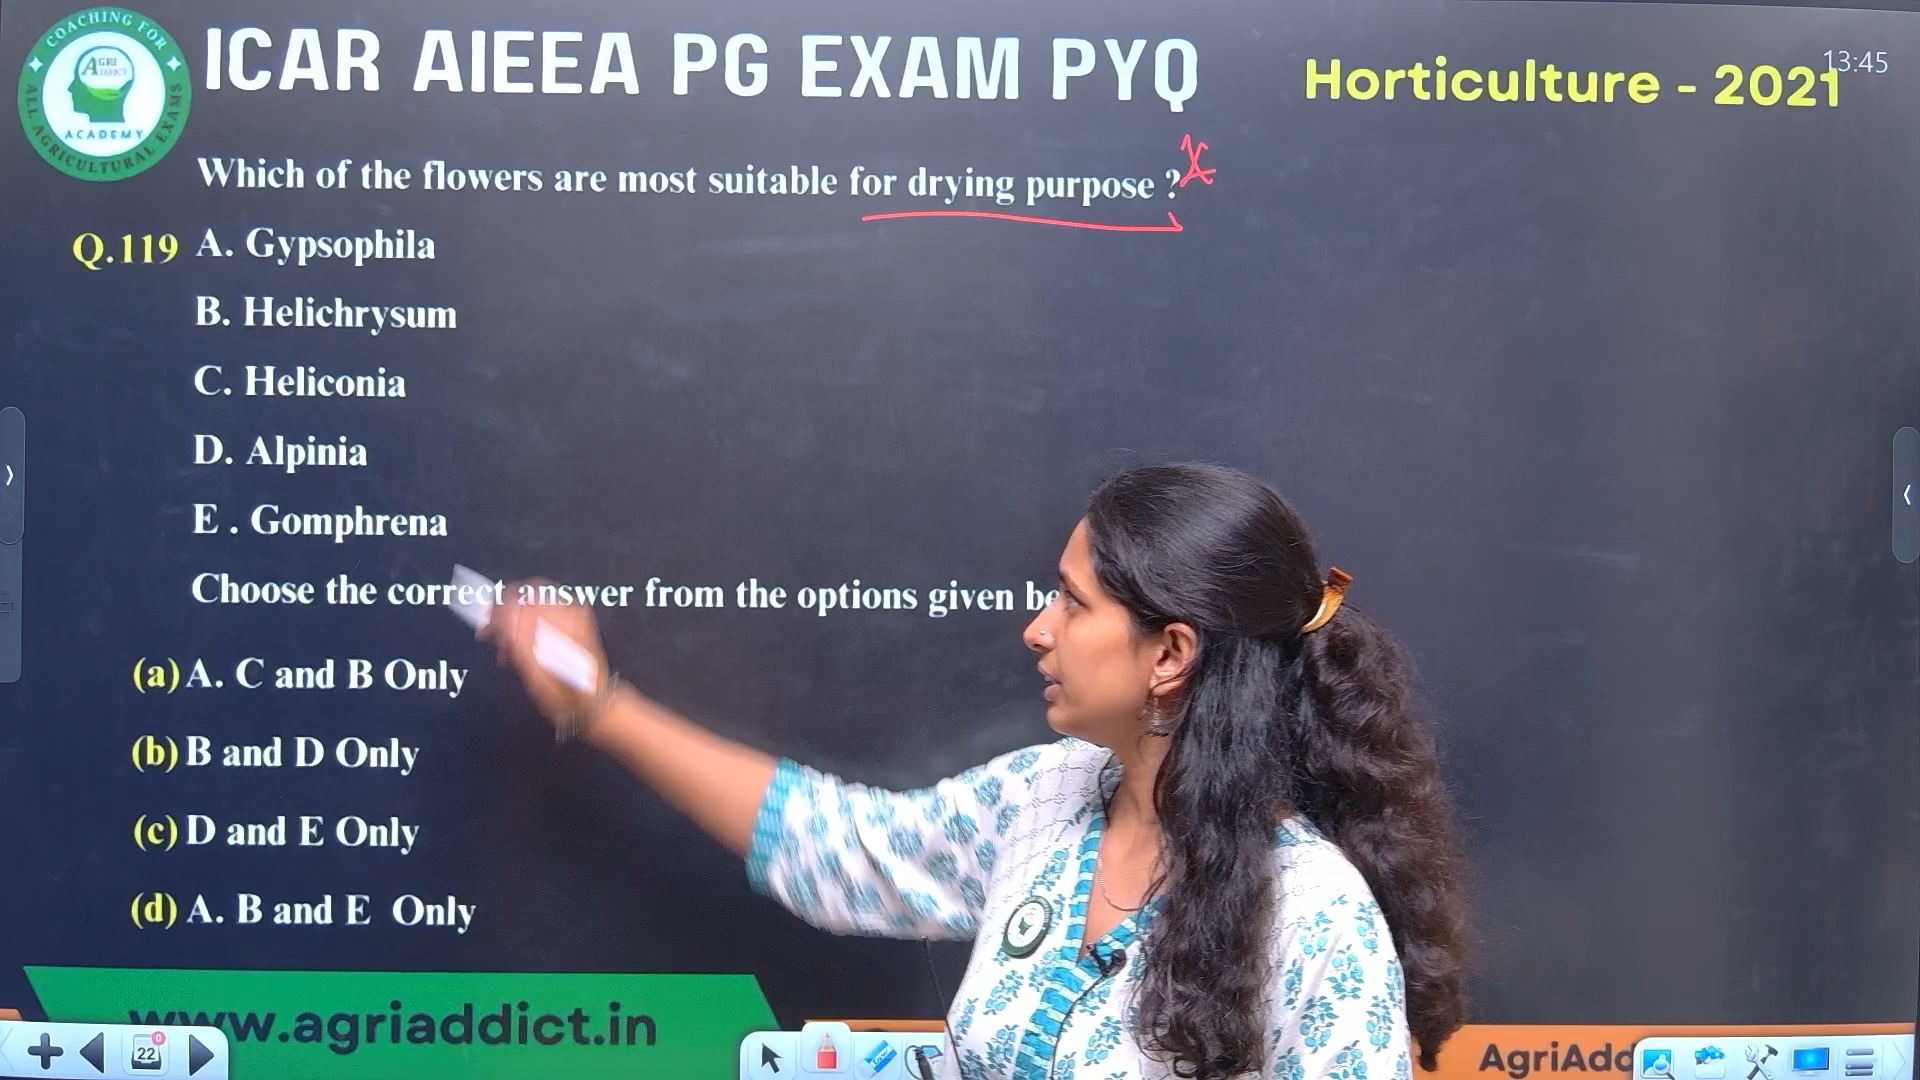 COACHING FOR
ALL AGRICULTURAL EXAMS
AGRI
ADDICT
ACADEMY
ICAR AIEEA PG EXAM PYQ
Horticulture - 2021
13:45
Which of the flowers are most suitable for drying purpose ?
Q.119 A. Gypsophila
B. Helichrysum
C. Heliconia
D. Alpinia
E . Gomphrena
Choose the correct answer from the options given be
(a) A. C and B Only
(b) B and D Only
(c) D and E Only
(d) A. B and E Only
www.agriaddict.in
AgriAdd
22
0